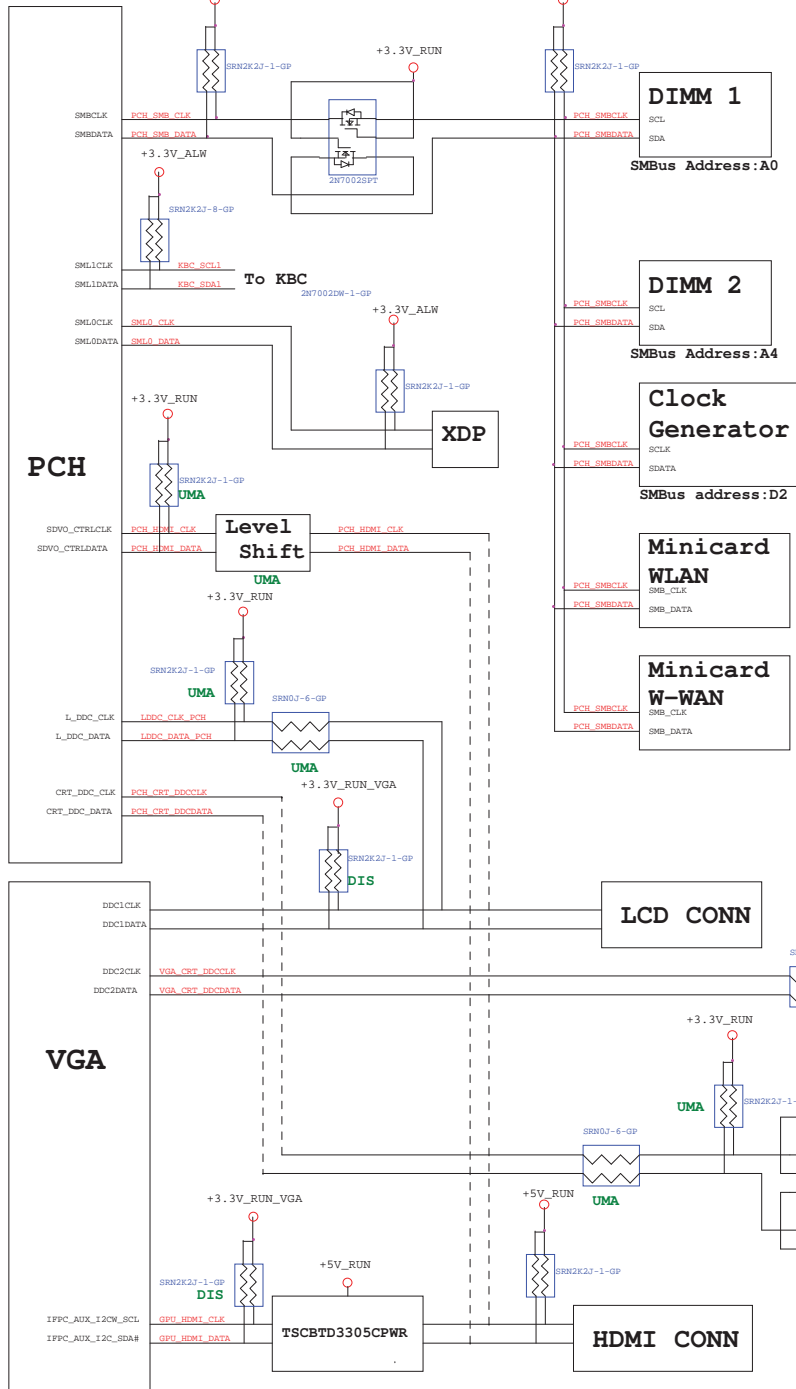 SRN2K2J-1-GP
+3.3V_RUN
SRN2K2J-1-GP
DIMM 1
SMBCLK
PCH_SMB_CLK
PCH_SMBCLK
SCL
SMBDATA
PCH_SMB_DATA
PCH_SMBDATA
SDA
+3.3V_ALW
2N7002SPT
SMBus Address:A0
SRN2K2J-8-GP
SML1CLK
KBC_SCL1
To KBC
SML1DATA
KBC_SDA1
2N7002DW-1-GP
DIMM 2
PCH_SMBCLK
SCL
+3.3V_ALW
SML0CLK
SML0_CLK
PCH_SMBDATA
SDA
SML0DATA
SML0_DATA
SMBus Address:A4
SRN2K2J-1-GP
+3.3V_RUN
Clock
Generator
XDP
PCH_SMBCLK
SCLK
PCH
PCH_SMBDATA
SDATA
SRN2K2J-1-GP
UMA
SMBus address:D2
SDVO_CTRLCLK
PCH_HDMI_CLK
Level
Shift
PCH_HDMI_CLK
SDVO_CTRLDATA
PCH_HDMI_DATA
PCH_HDMI_DATA
UMA
Minicard
WLAN
PCH_SMBCLK
SMB_CLK
PCH_SMBDATA
SMB_DATA
+3.3V_RUN
SRN2K2J-1-GP
UMA
SRN0J-6-GP
Minicard
W-WAN
PCH_SMBCLK
SMB_CLK
PCH_SMBDATA
SMB_DATA
L_DDC_CLK
LDDC_CLK_PCH
L_DDC_DATA
LDDC_DATA_PCH
UMA
+3.3V_RUN_VGA
CRT_DDC_CLK
PCH_CRT_DDCCLK
CRT_DDC_DATA
PCH_CRT_DDCDATA
SRN2K2J-1-GP
DIS
DDC1CLK
DDC1DATA
LCD CONN
DDC2CLK
VGA_CRT_DDCCLK
DDC2DATA
VGA_CRT_DDCDATA
S
+3.3V_RUN
VGA
UMA
SRN2K2J-1-
SRN0J-6-GP
UMA
+3.3V_RUN_VGA
+5V_RUN
SRN2K2J-1-GP
DIS
+5V_RUN
SRN2K2J-1-GP
IFPC_AUX_I2CW_SCL
GPU_HDMI_CLK
IFPC_AUX_I2C_SDA#
GPU_HDMI_DATA
TSCBTD3305CPWR
HDMI CONN